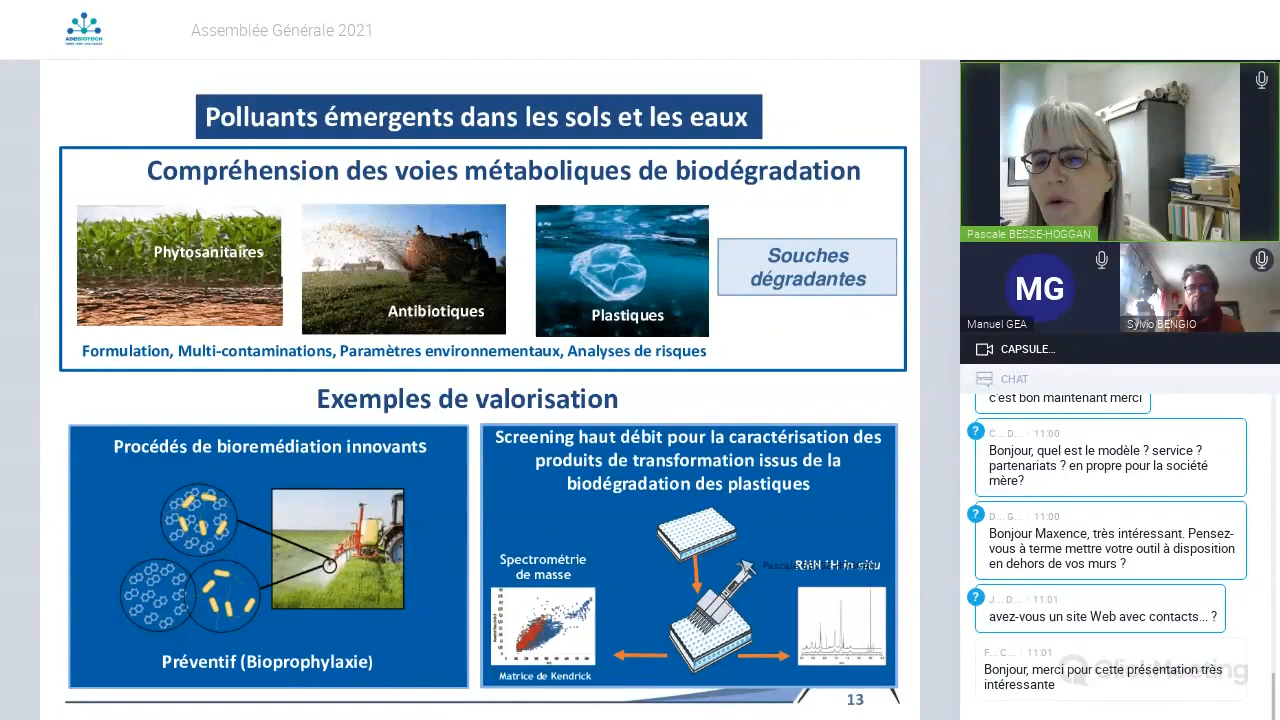 ADEBIOTECH
Assemblée Générale 2021
Polluants émergents dans les sols et les eaux
Compréhension des voies métaboliques de biodégradation
Phytosanitaires
Antibiotiques
Plastiques
Souches
dégradantes
Formulation, Multi-contaminations, Paramètres environnementaux, Analyses de risques
Exemples de valorisation
Procédés de bioremédiation innovants
Préventif (Bioprophylaxie)
Screening haut débit pour la caractérisation des
produits de transformation issus de la
biodégradation des plastiques
Spectrométrie
de masse
RMN 1H in situ
Matrice de Kendrick
13
Pascale BESSE-HOGGAN
MG
Manuel GEA
Sylvio BENGIO
CAPSULE...
CHAT
c'est bon maintenant merci
C... D... 11:00
Bonjour, quel est le modèle ? service ?
partenariats ? en propre pour la société
mère?
D... G... 11:00
Bonjour Maxence, très intéressant. Pensez-
vous à terme mettre votre outil à disposition
en dehors de vos murs ?
J... D... 11:01
avez-vous un site Web avec contacts... ?
F... C... 11:01
Bonjour, merci pour cette présentation très
intéressante
ClickMeeting